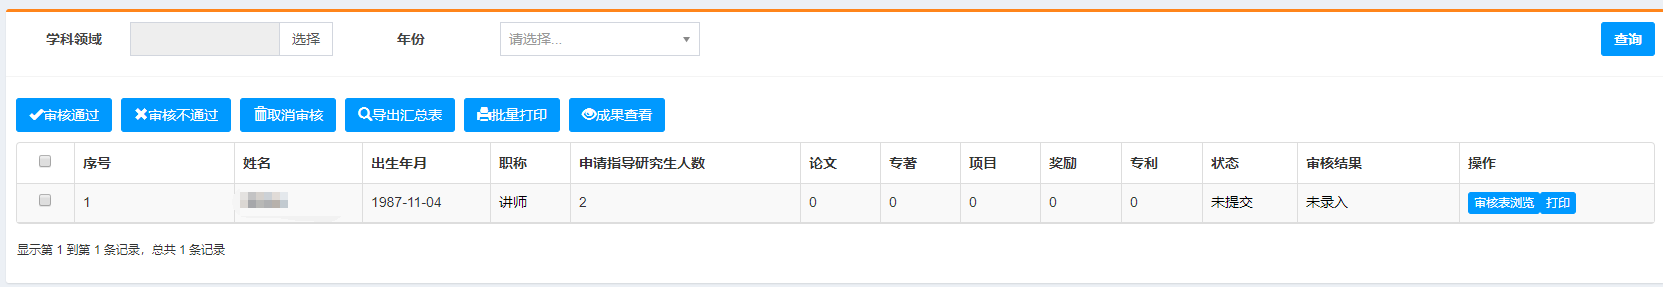 学科领域 选择 年份 请选择... 查询
审核通过 审核不通过 取消审核 导出汇总表 批量打印 成果查看
序号 姓名 出生年月 职称 申请指导研究生人数 论文 专著 项目 奖励 专利 状态 审核结果 操作
1 1987-11-04 讲师 2 0 0 0 0 0 未提交 未录入 审核表浏览 打印
显示第 1 到第 1 条记录，总共 1 条记录